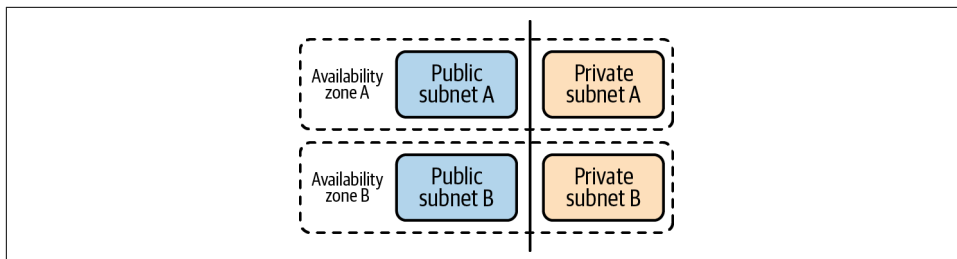 Availability
zone A
Public
subnet A
Private
subnet A
Availability
zone B
Public
subnet B
Private
subnet B